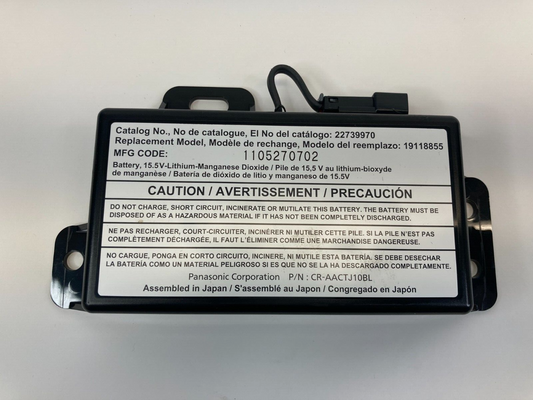 Catalog No., No de catalogue, El No del catálogo: 22739970
Replacement Model, Modèle de rechange, Modelo del reemplazo: 19118855
MFG CODE: 1105270702
Battery, 15.5V-Lithium-Manganese Dioxide / Pile de 15,5 V au lithium-bioxyde
de manganèse / Batería de dióxido de litio y manganeso de 15.5V
CAUTION / AVERTISSEMENT / PRECAUCIÓN
DO NOT CHARGE, SHORT CIRCUIT, INCINERATE OR MUTILATE THIS BATTERY. THE BATTERY MUST BE
DISPOSED OF AS A HAZARDOUS MATERIAL IF IT HAS NOT BEEN COMPLETELY DISCHARGED.
NE PAS RECHARGER, COURT-CIRCUITER, INCINÉRER NI MUTILER CETTE PILE. SI LA PILE N'EST PAS
COMPLÈTEMENT DÉCHARGÉE, IL FAUT L'ÉLIMINER COMME UNE MARCHANDISE DANGEREUSE.
NO CARGUE, PONGA EN CORTO CIRCUITO, INCINERE, NI MUTILE ESTA BATERÍA. SE DEBE DESECHAR
LA BATERÍA COMO UN MATERIAL PELIGROSO SI ES QUE NO SE LA HA DESCARGADO COMPLETAMENTE.
Panasonic Corporation P/N : CR-AACTJ10BL
Assembled in Japan / S'assemblé au Japon / Congregado en Japón